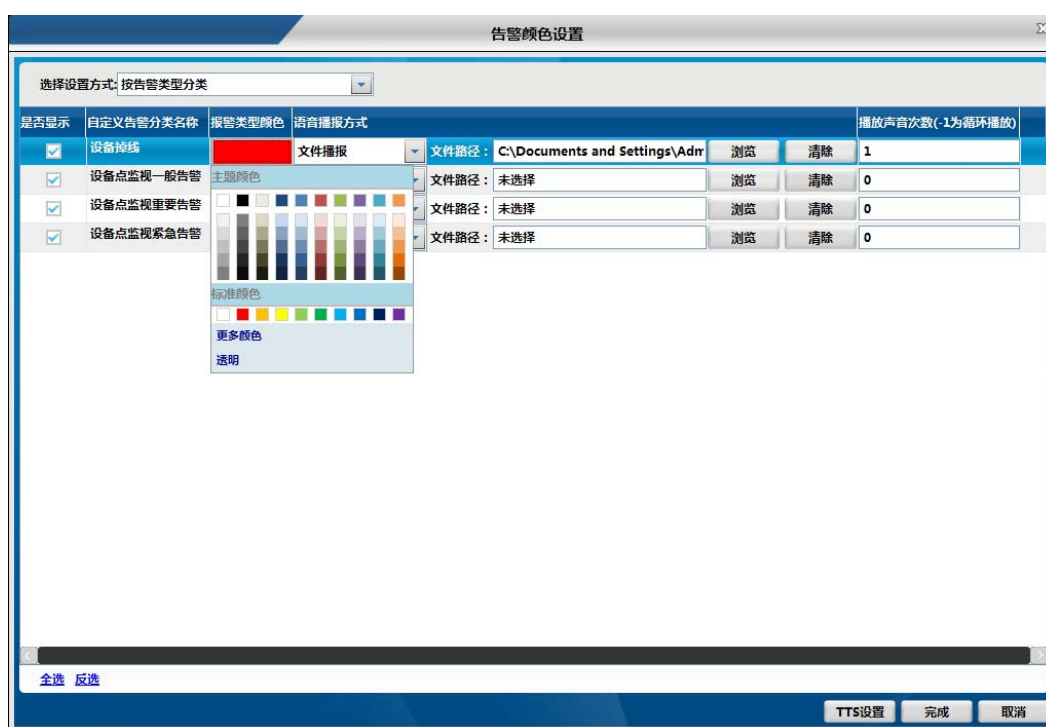 告警颜色设置
选择设置方式: 按告警类型分类
是否显示 自定义告警分类名称 报警类型颜色 语音播报方式 播放声音次数(-1为循环播放)
设备掉线 文件播报 文件路径： C:\Documents and Settings\Adm 浏览 清除 1
设备点监视一般告警 主题颜色 文件路径： 未选择 浏览 清除 0
设备点监视重要告警 文件路径： 未选择 浏览 清除 0
设备点监视紧急告警 文件路径： 未选择 浏览 清除 0
标准颜色
更多颜色
透明
全选 反选
TTS设置 完成 取消